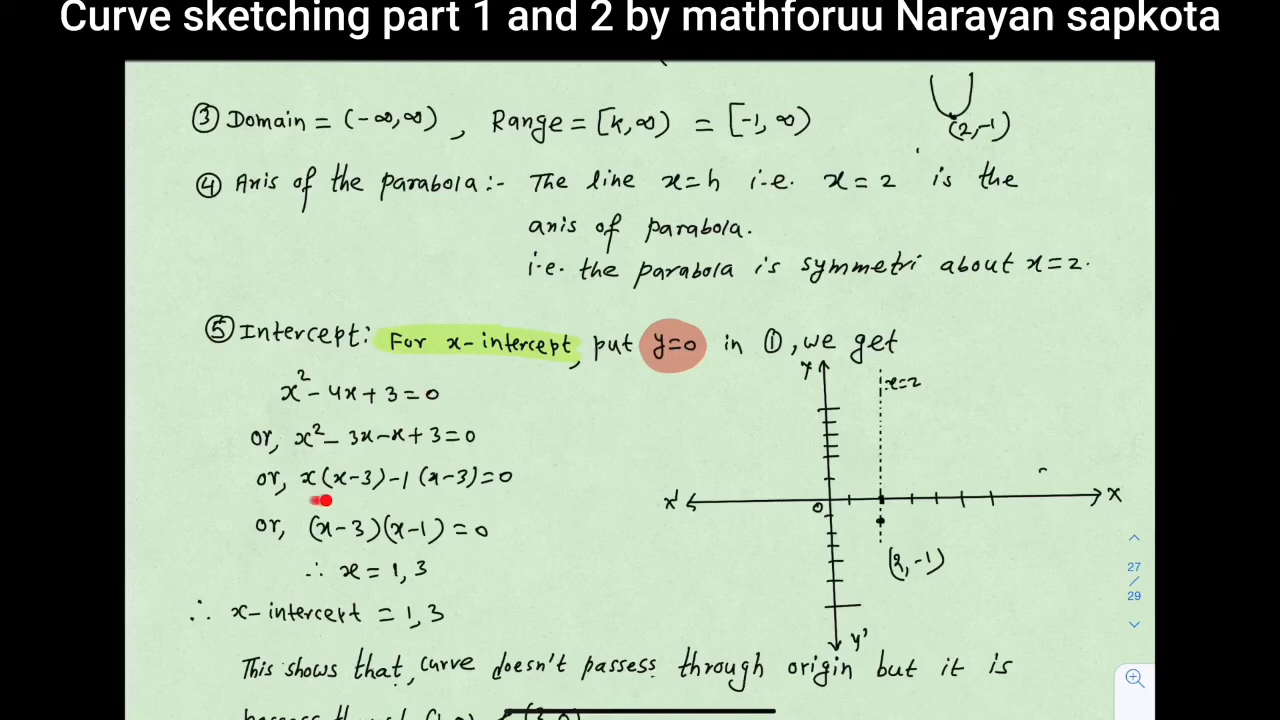 Curve sketching part 1 and 2 by mathforuu Narayan sapkota
(2,-1)
③ Domain = (-∞,∞) , Range = [k,∞) = [-1, ∞)
④ Axis of the parabola:- The line x=h i.e. x=2 is the
axis of parabola.
i.e. the parabola is symmetri about x=2.
⑤ Intercept: For x-intercept, put y=0 in ①, we get
x² - 4x + 3 = 0
or, x² - 3x - x + 3 = 0
or, x(x-3) - 1(x-3) = 0
or, (x-3)(x-1) = 0
∴ x = 1, 3
∴ x-intercept = 1, 3
Y
x=2
X'
O
X
(2,-1)
Y'
27
/
29
This shows that, curve doesn't passess through origin but it is